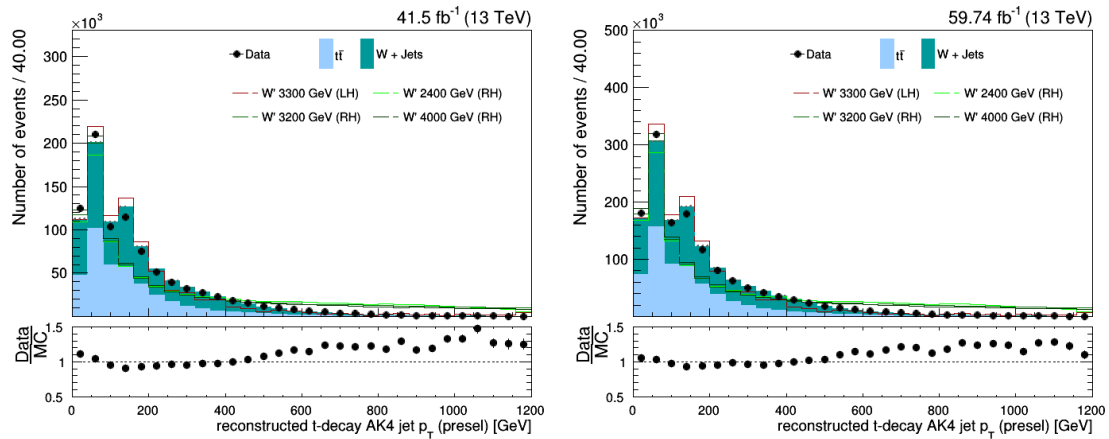 ×10³ 41.5 fb⁻¹ (13 TeV)
Number of events / 40.00
300
250
200
150
100
50
Data tt̄ W + Jets
W' 3300 GeV (LH) W' 2400 GeV (RH)
W' 3200 GeV (RH) W' 4000 GeV (RH)
Data
MC
1.5
1
0.5
0 200 400 600 800 1000 1200
reconstructed t-decay AK4 jet p_T (presel) [GeV]
×10³ 59.74 fb⁻¹ (13 TeV)
Number of events / 40.00
500
400
300
200
100
Data tt̄ W + Jets
W' 3300 GeV (LH) W' 2400 GeV (RH)
W' 3200 GeV (RH) W' 4000 GeV (RH)
Data
MC
1.5
1
0.5
0 200 400 600 800 1000 1200
reconstructed t-decay AK4 jet p_T (presel) [GeV]